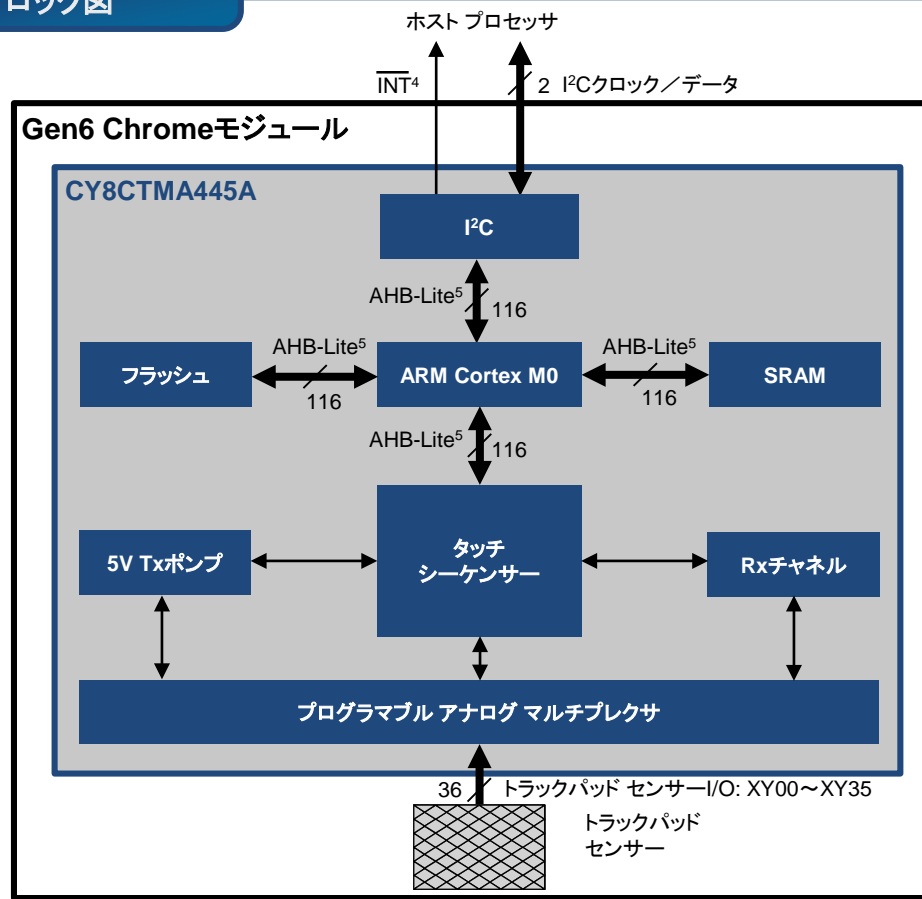 ロック図
ホスト プロセッサ
INT⁴
2 I²Cクロック／データ
Gen6 Chromeモジュール
CY8CTMA445A
I²C
AHB-Lite⁵
116
フラッシュ
AHB-Lite⁵
116
ARM Cortex M0
AHB-Lite⁵
116
SRAM
AHB-Lite⁵
116
5V Txポンプ
タッチ
シーケンサー
Rxチャネル
プログラマブル アナログ マルチプレクサ
36
トラックパッド センサーI/O: XY00～XY35
トラックパッド
センサー